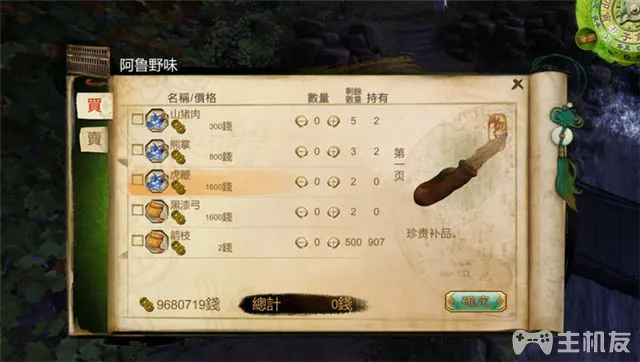 阿鲁野味
買
賣
名稱/價格 數量 剩餘數量 持有
山豬肉 300錢 0 5 2
熊掌 800錢 0 3 2
虎鞭 1600錢 0 2 0
黑漆弓 1600錢 0 2 0
箭枝 2錢 0 500 907
第一页
珍贵补品。
9680719錢 總計 0錢 確定
主机友